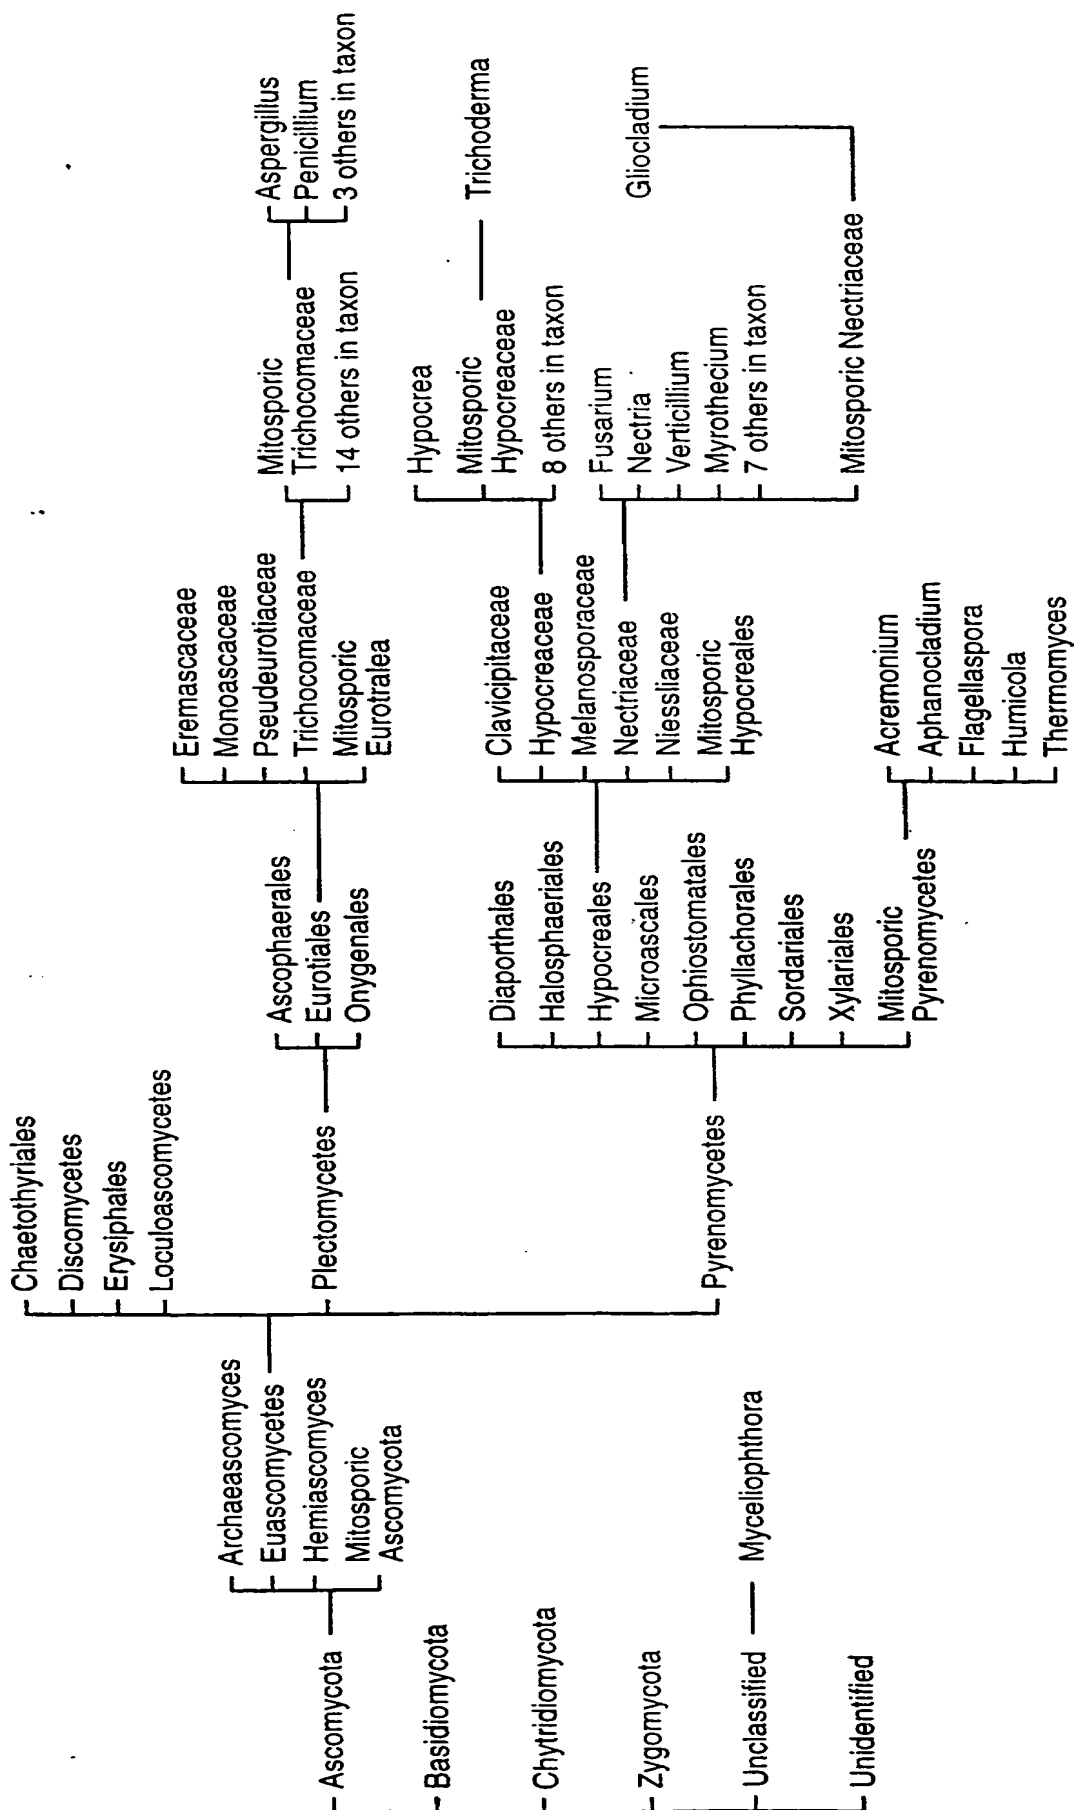 Ascomycota
Basidiomycota
Chytridiomycota
Zygomycota
Unclassified
Unidentified
Archaeascomyces
Euascomycetes
Hemiascomyces
Mitosporic
Ascomycota
Myceliophthora
Chaetothyriales
Discomycetes
Erysiphales
Loculoascomycetes
Plectomycetes
Pyrenomycetes
Ascophaerales
Eurotiales
Onygenales
Diaporthales
Halosphaeriales
Hypocreales
Microascales
Ophiostomatales
Phyllachorales
Sordariales
Xylariales
Mitosporic
Pyrenomycetes
Eremascaceae
Monoascaceae
Pseudeurotiaceae
Trichocomaceae
Mitosporic
Eurotralea
Clavicipitaceae
Hypocreaceae
Melanosporaceae
Nectriaceae
Niessliaceae
Mitosporic
Hypocreales
Acremonium
Aphanocladium
Flagellaspora
Humicola
Thermomyces
Mitosporic
Trichocomaceae
14 others in taxon
Hypocrea
Mitosporic
Hypocreaceae
8 others in taxon
Fusarium
Nectria
Verticillium
Myrothecium
7 others in taxon
Mitosporic Nectriaceae
Aspergillus
Penicillium
3 others in taxon
Trichoderma
Gliocladium